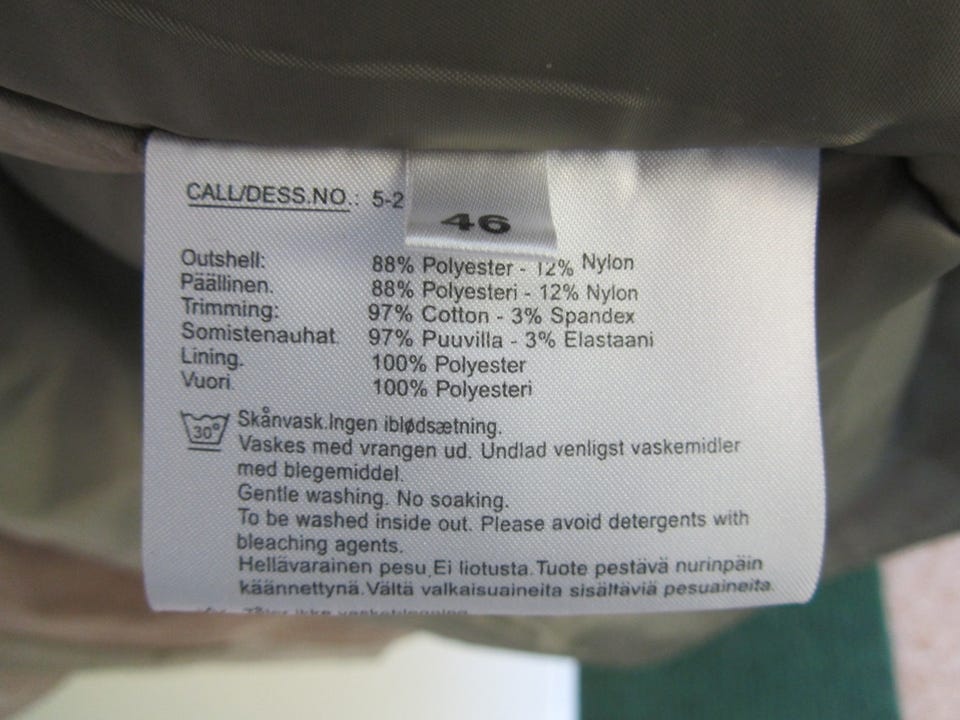 CALL/DESS.NO.: 5-2
46
Outshell: 88% Polyester - 12% Nylon
Päällinen. 88% Polyesteri - 12% Nylon
Trimming: 97% Cotton - 3% Spandex
Somistenauhat. 97% Puuvilla - 3% Elastaani
Lining. 100% Polyester
Vuori. 100% Polyesteri
30° Skånvask.Ingen iblødsætning.
Vaskes med vrangen ud. Undlad venligst vaskemidler
med blegemiddel.
Gentle washing. No soaking.
To be washed inside out. Please avoid detergents with
bleaching agents.
Hellävarainen pesu.Ei liotusta.Tuote pestävä nurinpäin
käännettynä.Vältä valkaisuaineita sisältäviä pesuaineita.